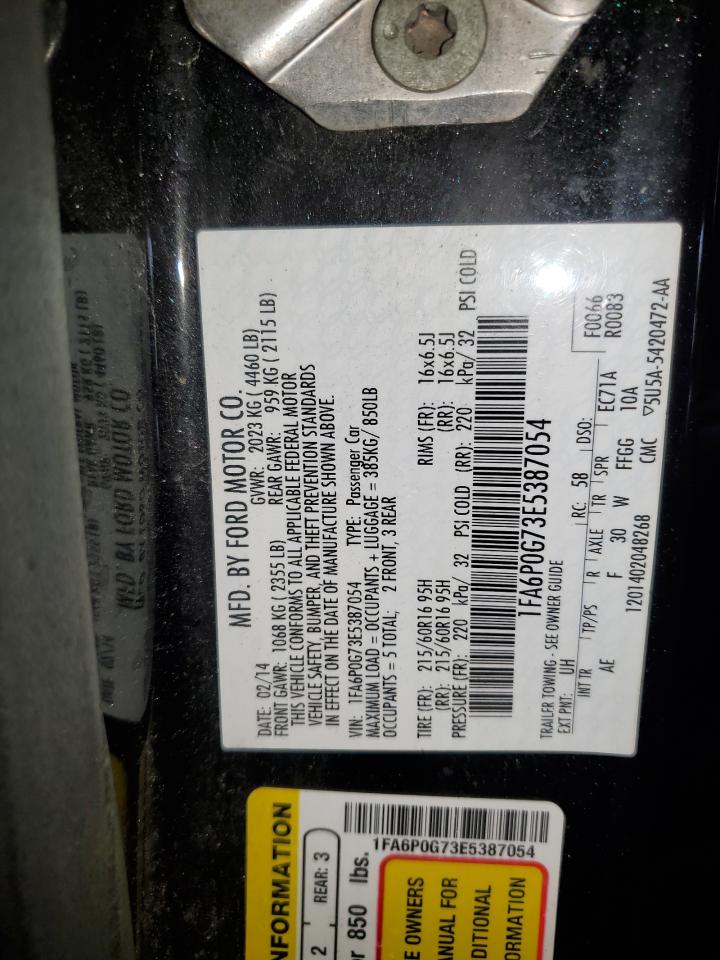 MFD. BY FORD MOTOR CO.
DATE: 02/14 GVWR: 2023 KG ( 4460 LB)
FRONT GAWR: 1068 KG ( 2355 LB) REAR GAWR: 959 KG ( 2115 LB)
THIS VEHICLE CONFORMS TO ALL APPLICABLE FEDERAL MOTOR
VEHICLE SAFETY, BUMPER, AND THEFT PREVENTION STANDARDS
IN EFFECT ON THE DATE OF MANUFACTURE SHOWN ABOVE.
VIN: 1FA6P0G73E5387054 TYPE: Passenger Car
MAXIMUM LOAD = OCCUPANTS + LUGGAGE = 385KG/ 850LB
OCCUPANTS = 5 TOTAL; 2 FRONT, 3 REAR
TIRE (FR): 215/60R16 95H RIMS (FR): 16x6.5J
(RR): 215/60R16 95H (RR): 16x6.5J
PRESSURE (FR): 220 kPa/ 32 PSI COLD (RR): 220 kPa/ 32 PSI COLD
1FA6P0G73E5387054
TRAILER TOWING - SEE OWNER GUIDE
EXT PNT: UH RC: 58 DSO: F0066
R0083
INT TR TP/PS R AXLE TR SPR EC71A
AE F 30 W FFGG 10A
1201402048268 CMC ▽5U5A-5420472-AA
NFORMATION
2 REAR: 3
r 850 lbs.
1FA6P0G73E5387054
E OWNERS
ANUAL FOR
DITIONAL
ORMATION